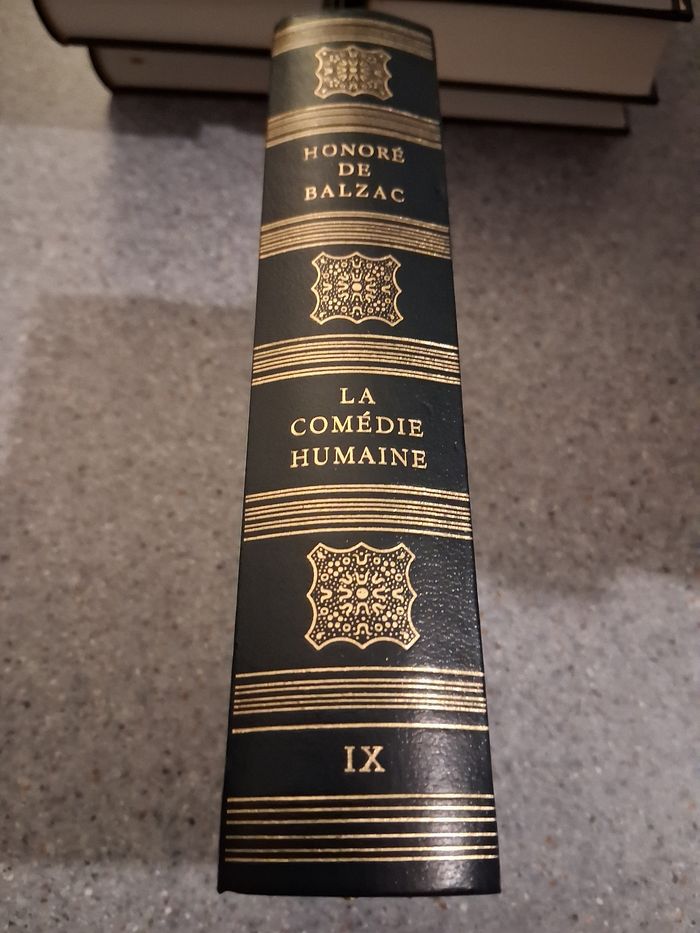 HONORÉ
DE
BALZAC
LA
COMÉDIE
HUMAINE
IX